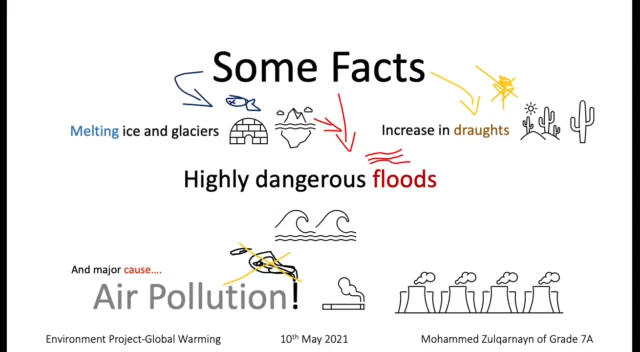 Some Facts
Melting ice and glaciers
Increase in draughts
Highly dangerous floods
And major cause....
Air Pollution!
Environment Project-Global Warming
10th May 2021
Mohammed Zulqarnayn of Grade 7A